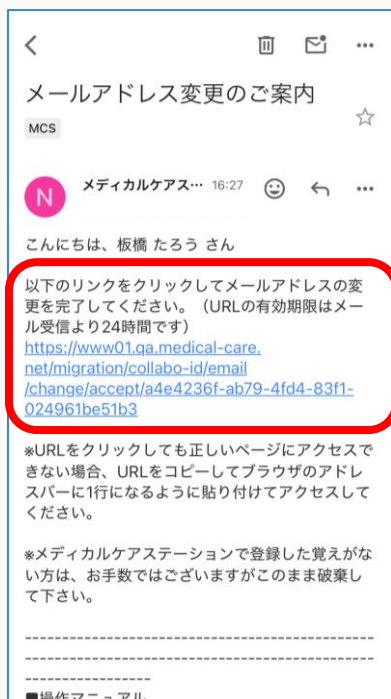 メールアドレス変更のご案内
MCS
N
メディカルケアス… 16:27
こんにちは、板橋 たろう さん
以下のリンクをクリックしてメールアドレスの変
更を完了してください。（URLの有効期限はメー
ル受信より24時間です）
https://www01.qa.medical-care.
net/migration/collabo-id/email
/change/accept/a4e4236f-ab79-4fd4-83f1-
024961be51b3
※URLをクリックしても正しいページにアクセスで
きない場合、URLをコピーしてブラウザのアドレ
スバーに1行になるように貼り付けてアクセスして
ください。
※メディカルケアステーションで登録した覚えがな
い方は、お手数ではございますがこのまま破棄し
て下さい。
-----------------------------------------------
-----------------------------------------------
-----------------
■操作マニュアル